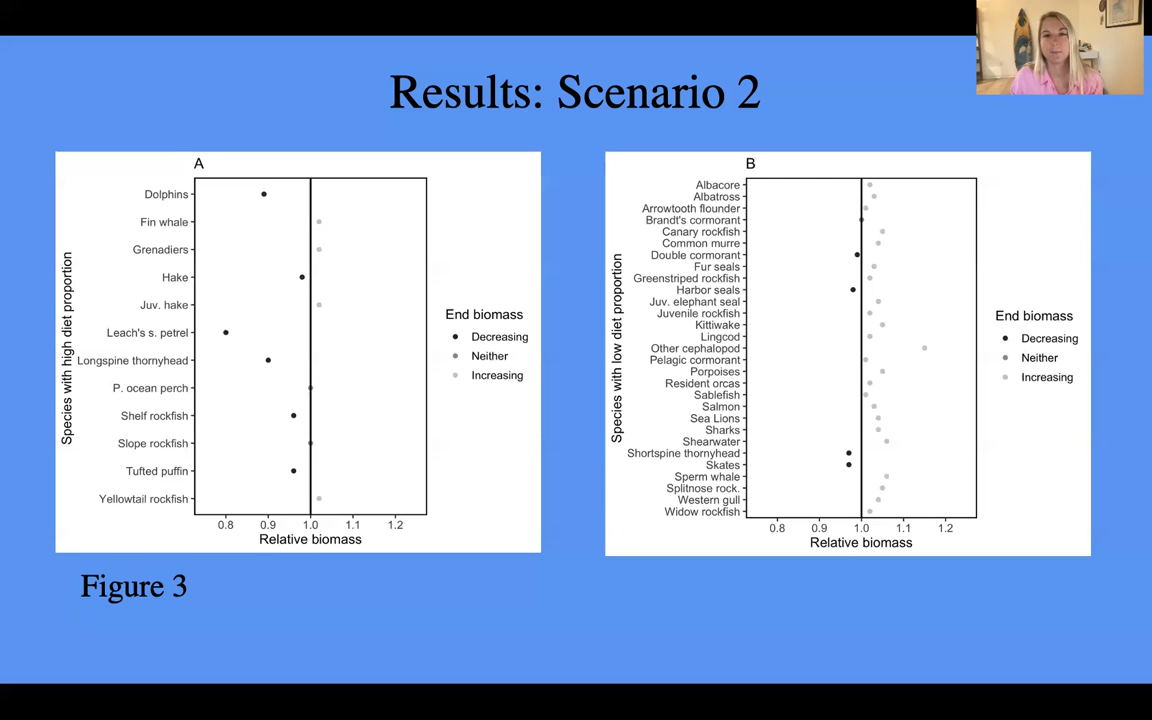 Results: Scenario 2
A
Species with high diet proportion
Dolphins
Fin whale
Grenadiers
Hake
Juv. hake
Leach's s. petrel
Longspine thornyhead
P. ocean perch
Shelf rockfish
Slope rockfish
Tufted puffin
Yellowtail rockfish
0.8 0.9 1.0 1.1 1.2
Relative biomass
End biomass
Decreasing
Neither
Increasing
B
Species with low diet proportion
Albacore
Albatross
Arrowtooth flounder
Brandt's cormorant
Canary rockfish
Common murre
Double cormorant
Fur seals
Greenstriped rockfish
Harbor seals
Juv. elephant seal
Juvenile rockfish
Kittiwake
Lingcod
Other cephalopod
Pelagic cormorant
Porpoises
Resident orcas
Sablefish
Salmon
Sea Lions
Sharks
Shearwater
Shortspine thornyhead
Skates
Sperm whale
Splitnose rock.
Western gull
Widow rockfish
0.8 0.9 1.0 1.1 1.2
Relative biomass
End biomass
Decreasing
Neither
Increasing
Figure 3